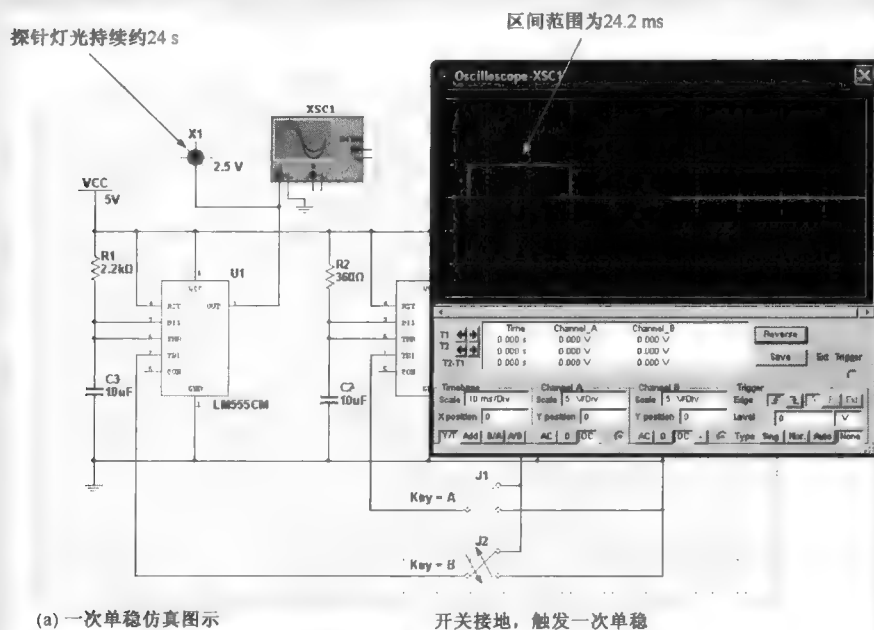 区间范围为24.2 ms
探针灯光持续约24 s
Oscilloscope-XSC1
XSC1
X1
2.5 V
VCC
5V
R1
2.2kΩ
U1
R2
360Ω
VCC
RST
OUT
DIS
THR
TRI
CON
GND
RST
DIS
THR
TRI
CON
C3
10uF
LM555CM
C2
10uF
T1
T2
T2-T1
Time
Channel_A
Channel_B
0.000 s
0.000 V
0.000 V
0.000 s
0.000 V
0.000 V
0.000 s
0.000 V
0.000 V
Reverse
Save
Ext Trigger
Timebase
Scale 10 ms/Div
X position 0
Y/T Add B/A A/B
Channel A
Scale 5 V/Div
Y position 0
AC 0 DC
Channel B
Scale 5 V/Div
Y position 0
AC 0 DC -
Trigger
Edge
Ext
Level 0 V
Type Sing Nor. Auto None
J1
Key = A
J2
Key = B
(a) 一次单稳仿真图示
开关接地，触发一次单稳